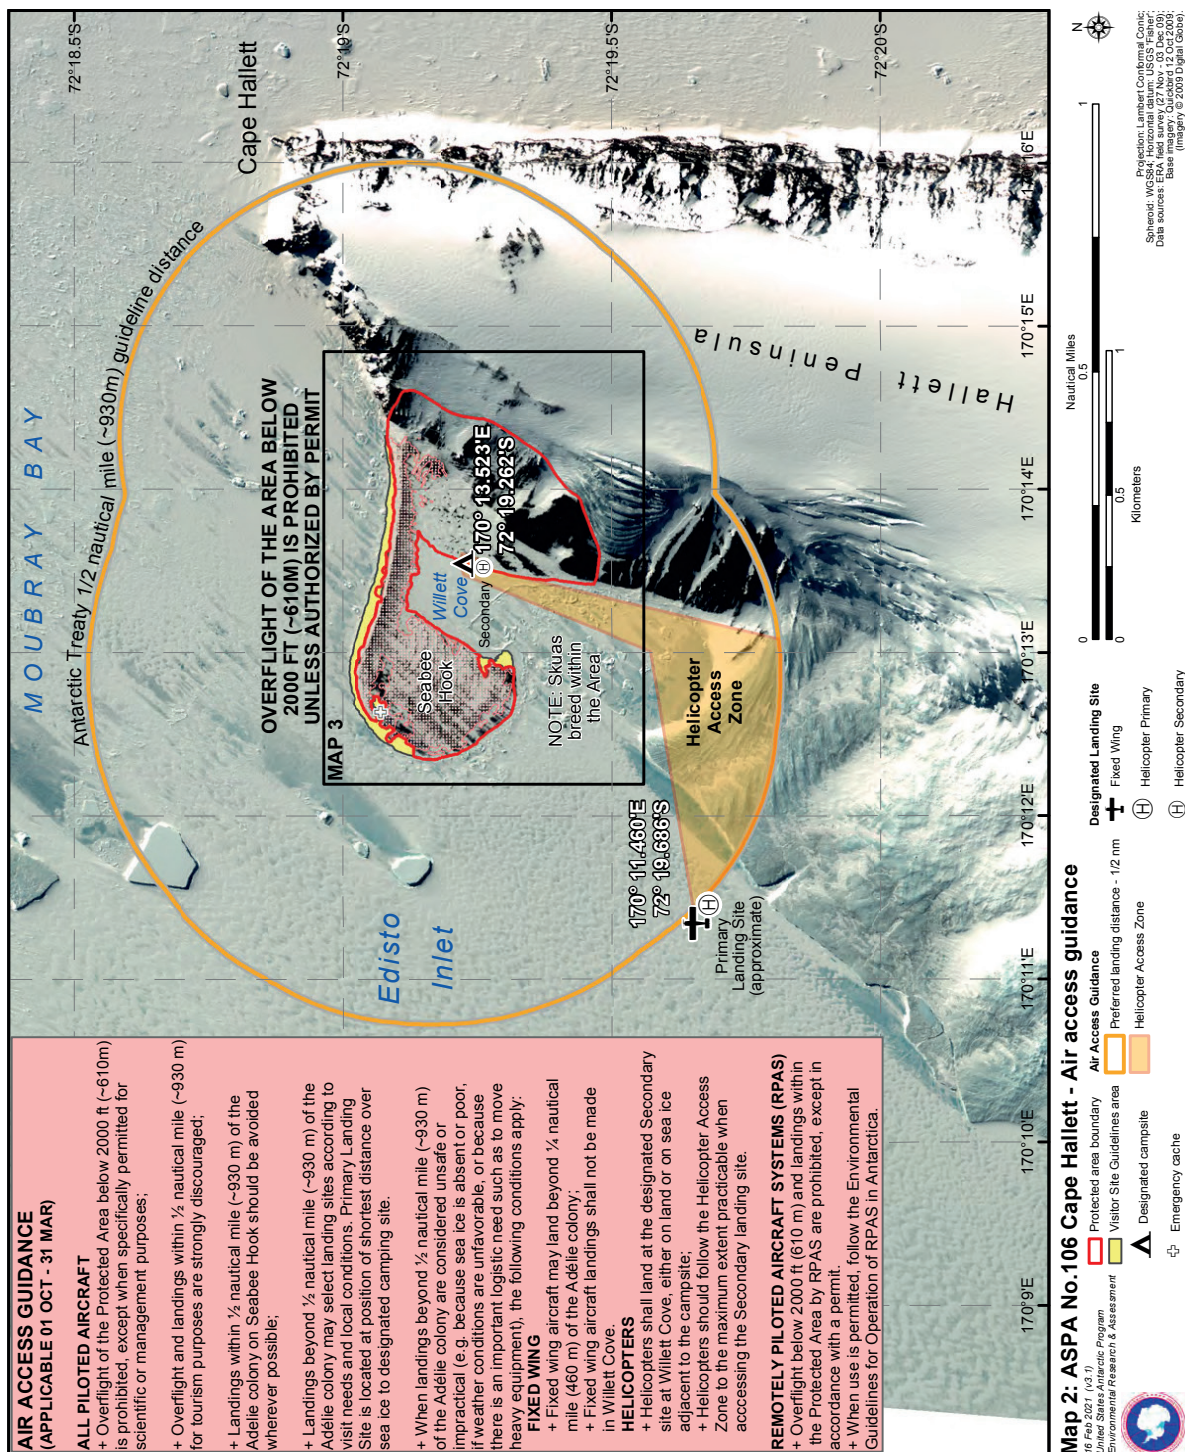 AIR ACCESS GUIDANCE
(APPLICABLE 01 OCT - 31 MAR)
ALL PILOTED AIRCRAFT
+ Overflight of the Protected Area below 2000 ft (~610m)
is prohibited, except when specifically permitted for
scientific or management purposes;
+ Overflight and landings within ½ nautical mile (~930 m)
for tourism purposes are strongly discouraged;
+ Landings within ½ nautical mile (~930 m) of the
Adélie colony on Seabee Hook should be avoided
wherever possible;
+ Landings beyond ½ nautical mile (~930 m) of the
Adélie colony may select landing sites according to
visit needs and local conditions. Primary Landing
Site is located at position of shortest distance over
sea ice to designated camping site.
+ When landings beyond ½ nautical mile (~930 m)
of the Adélie colony are considered unsafe or
impractical (e.g. because sea ice is absent or poor,
if weather conditions are unfavorable, or because
there is an important logistic need such as to move
heavy equipment), the following conditions apply:
FIXED WING
+ Fixed wing aircraft may land beyond ¼ nautical
mile (460 m) of the Adélie colony;
+ Fixed wing aircraft landings shall not be made
in Willett Cove.
HELICOPTERS
+ Helicopters shall land at the designated Secondary
site at Willett Cove, either on land or on sea ice
adjacent to the campsite;
+ Helicopters should follow the Helicopter Access
Zone to the maximum extent practicable when
accessing the Secondary landing site.
REMOTELY PILOTED AIRCRAFT SYSTEMS (RPAS)
+ Overflight below 2000 ft (610 m) and landings within
the Protected Area by RPAS are prohibited, except in
accordance with a permit.
+ When use is permitted, follow the Environmental
Guidelines for Operation of RPAS in Antarctica.
MOUBRAY BAY
Antarctic Treaty 1/2 nautical mile (~930m) guideline distance
Cape Hallett
72°18.5'S
72°19'S
72°19.5'S
72°20'S
OVERFLIGHT OF THE AREA BELOW
2000 FT (~610M) IS PROHIBITED
UNLESS AUTHORIZED BY PERMIT
MAP 3
Seabee
Hook
Willett
Cove
Secondary
H
170° 13.523'E
72° 19.262'S
NOTE: Skuas
breed within
the Area
Edisto
Inlet
170° 11.460'E
72° 19.686'S
H
Primary
Landing Site
(approximate)
Helicopter
Access
Zone
Hallett Peninsula
170°9'E
170°10'E
170°11'E
170°12'E
170°13'E
170°14'E
170°15'E
170°16'E
Map 2: ASPA No.106 Cape Hallett - Air access guidance
16 Feb 2021 (v3.1)
United States Antarctic Program
Environmental Research & Assessment
Protected area boundary
Visitor Site Guidelines area
Designated campsite
Emergency cache
Air Access Guidance
Preferred landing distance - 1/2 nm
Helicopter Access Zone
Designated Landing Site
Fixed Wing
H Helicopter Primary
H Helicopter Secondary
Nautical Miles
0 0.5 1
0 0.5 1
Kilometers
N
Projection: Lambert Conformal Conic;
Spheroid: WGS84; Horizontal datum: USGS 'Fisher';
Data sources: ERA field survey (27 Nov - 03 Dec 09);
Base imagery: Quickbird 12 Oct 2009;
(Imagery © 2009 Digital Globe).